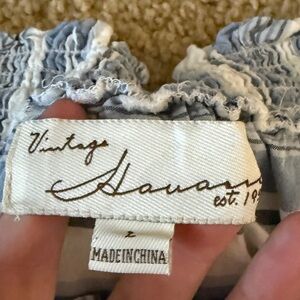 Vintage
Havana
est. 19
L
MADE IN CHINA